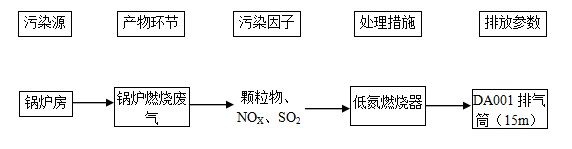 污染源 产物环节 污染因子 处理措施 排放参数
锅炉房 锅炉燃烧废
气 颗粒物、
NOX、SO2 低氮燃烧器 DA001 排气
筒（15m）